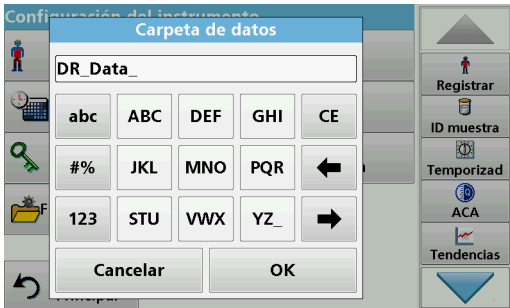 Configuración del instrumento
Carpeta de datos
DR_Data_
abc ABC DEF GHI CE
#% JKL MNO PQR
123 STU VWX YZ_
Cancelar OK
F
Principal
Registrar
ID muestra
Temporizad
ACA
Tendencias